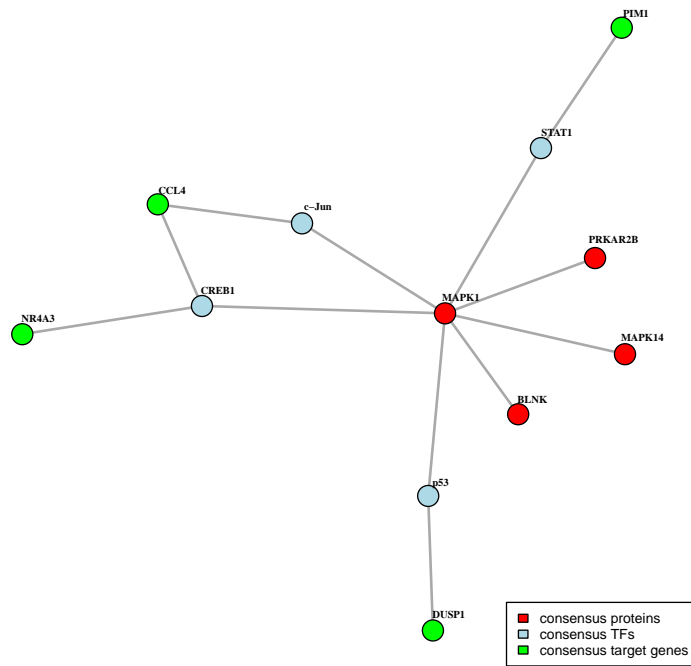 PIM1
STAT1
CCL4
c−Jun
PRKAR2B
CREB1
MAPK1
NR4A3
MAPK14
BLNK
p53
DUSP1
consensus proteins
consensus TFs
consensus target genes